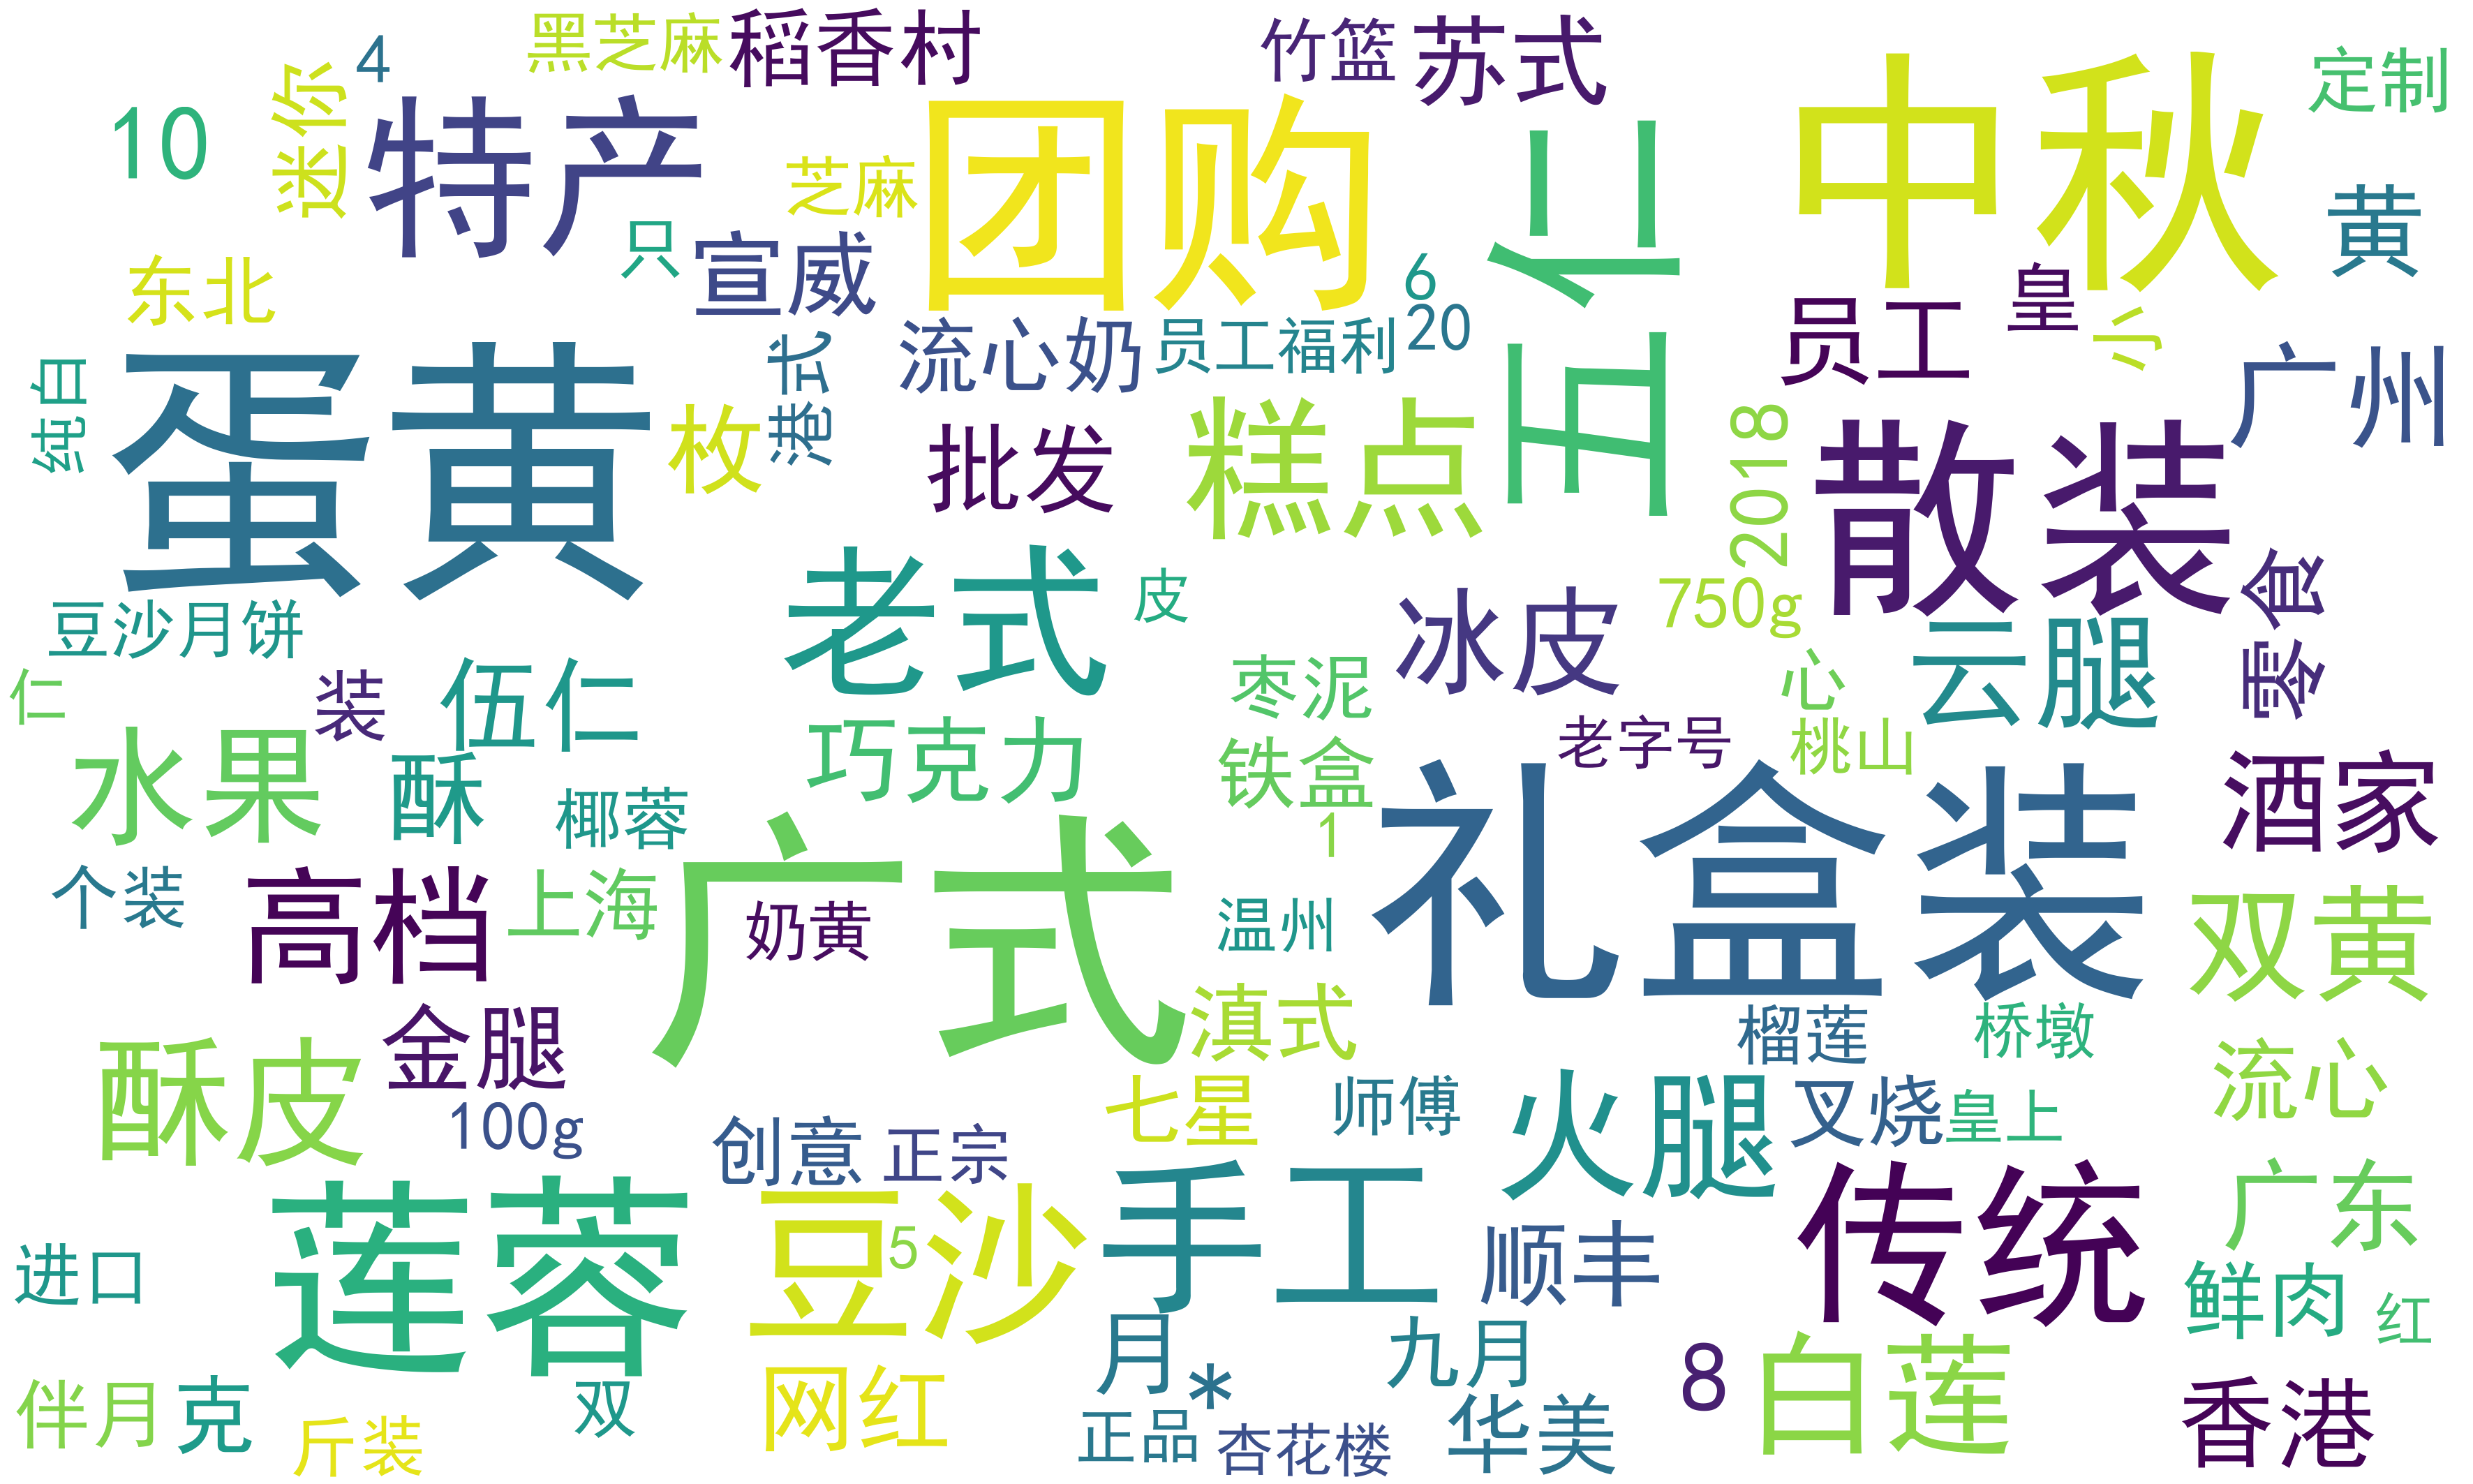 黑芝麻
稻香村
竹篮
苏式
4
迷你
10
特产
芝麻
团购
五仁
中秋
定制
黄
只
宣威
东北
6
20
员工
皇
小
广州
流心奶
员工福利
蛋黄
枚
批发
糕点
2018
散装
豆沙月饼
老式
皮
冰皮
750g
云腿
心
仁
装
伍仁
枣泥
老字号
桃山
水果
酥
椰蓉
巧克力
铁盒
1
礼盒装
酒家
个装
高档
上海
广式
奶黄
温州
双黄
金腿
滇式
榴莲
桥墩
流心
酥皮
100g
创意
正宗
七星
师傅
火腿
叉烧
皇上
莲蓉
豆沙
5
手工
顺丰
传统
广东
进口
鲜肉
红
月
*
九月
8
白莲
伴月
克
斤装
双
网红
正品
杏花楼
华美
香港